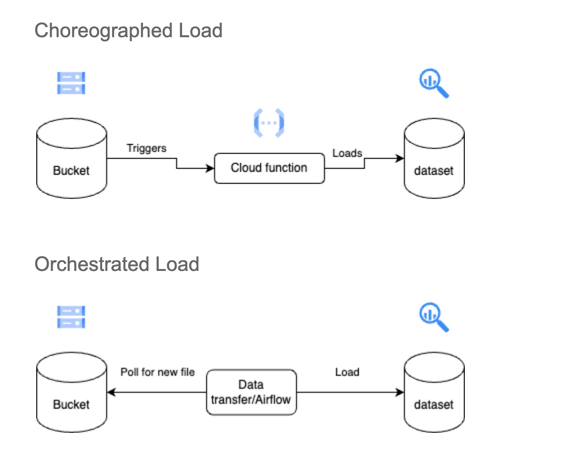 Choreographed Load
Triggers
Loads
Bucket
Cloud function
dataset
Orchestrated Load
Poll for new file
Load
Data
transfer/Airflow
Bucket
dataset